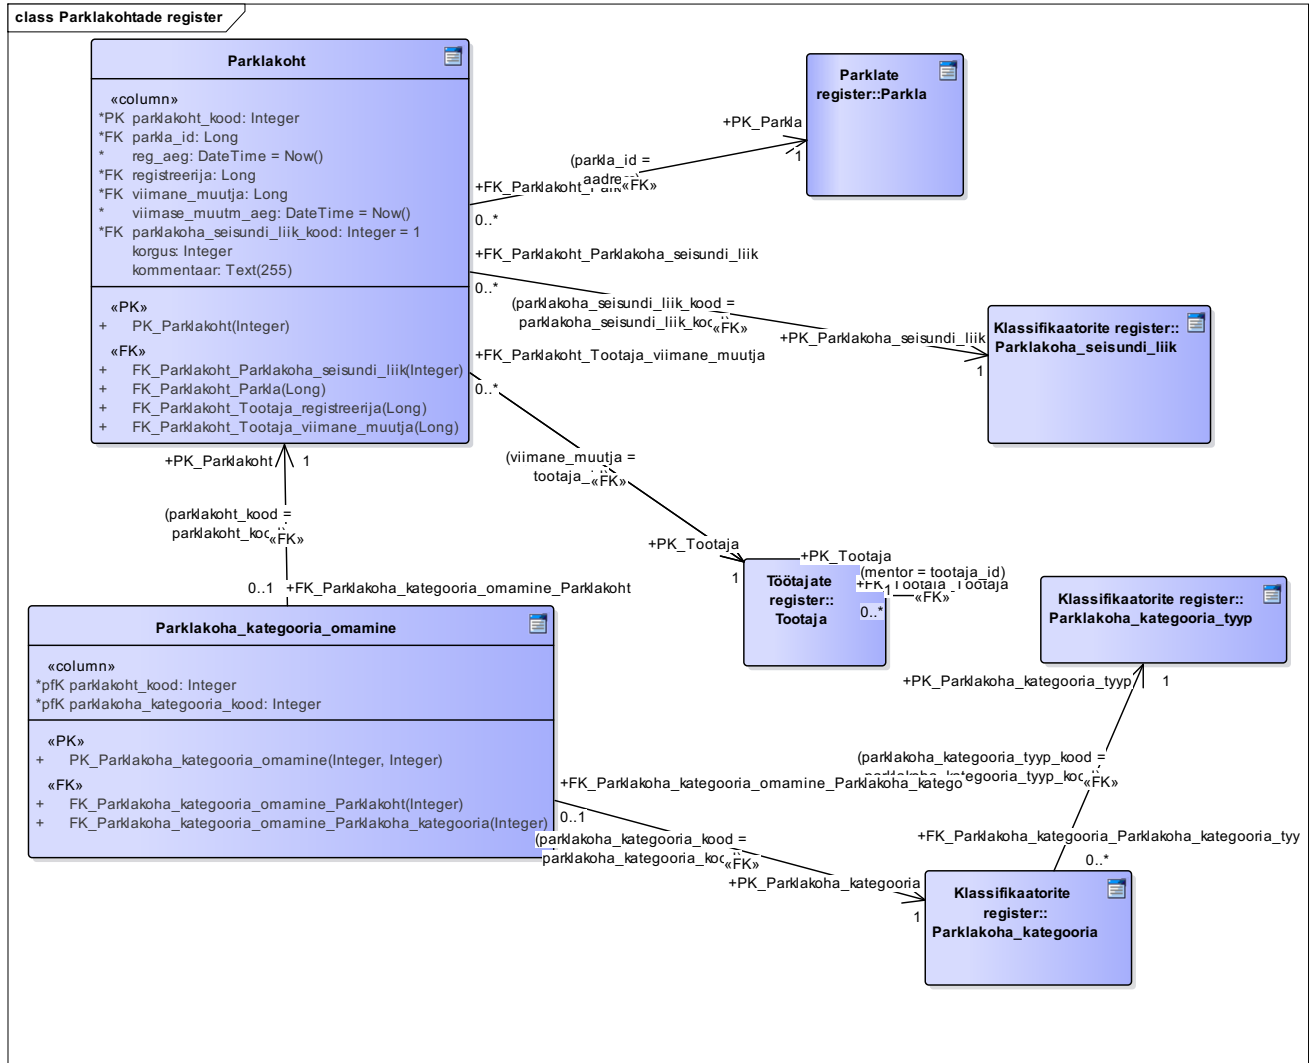 class Parklakohtade register
Parklakoht
«column»
*PK parklakoht_kood: Integer
*FK parkla_id: Long
* reg_aeg: DateTime = Now()
*FK registreerija: Long
*FK viimane_muutja: Long
* viimase_muutm_aeg: DateTime = Now()
*FK parklakoha_seisundi_liik_kood: Integer = 1
korgus: Integer
kommentaar: Text(255)
«PK»
+ PK_Parklakoht(Integer)
«FK»
+ FK_Parklakoht_Parklakoha_seisundi_liik(Integer)
+ FK_Parklakoht_Parkla(Long)
+ FK_Parklakoht_Tootaja_registreerija(Long)
+ FK_Parklakoht_Tootaja_viimane_muutja(Long)
Parklate
register::Parkla
+PK_Parkla
1
(parkla_id =
«FK»
0..*
+FK_Parklakoht_Parklakoha_seisundi_liik
0..*
(parklakoha_seisundi_liik_kood =
«FK»
+PK_Parklakoha_seisundi_liik
1
Klassifikaatorite register::
Parklakoha_seisundi_liik
+FK_Parklakoht_Tootaja_viimane_muutja
0..*
(viimane_muutja =
«FK»
+PK_Tootaja
1
Töötajate
register::
Tootaja
+PK_Tootaja
(mentor = tootaja_id)
1
«FK»
0..*
+PK_Parklakoht
1
(parklakoht_kood =
«FK»
0..1
+FK_Parklakoha_kategooria_omamine_Parklakoht
Parklakoha_kategooria_omamine
«column»
*pfK parklakoht_kood: Integer
*pfK parklakoha_kategooria_kood: Integer
«PK»
+ PK_Parklakoha_kategooria_omamine(Integer, Integer)
«FK»
+ FK_Parklakoha_kategooria_omamine_Parklakoht(Integer)
+ FK_Parklakoha_kategooria_omamine_Parklakoha_kategooria(Integer)
Klassifikaatorite register::
Parklakoha_kategooria_tyyp
+PK_Parklakoha_kategooria_tyyp
1
(parklakoha_kategooria_tyyp_kood =
«FK»
+FK_Parklakoha_kategooria_omamine_Parklakoha_katego
0..1
(parklakoha_kategooria_kood =
«FK»
+FK_Parklakoha_kategooria_Parklakoha_kategooria_tyy
0..*
+PK_Parklakoha_kategooria
1
Klassifikaatorite
register::
Parklakoha_kategooria